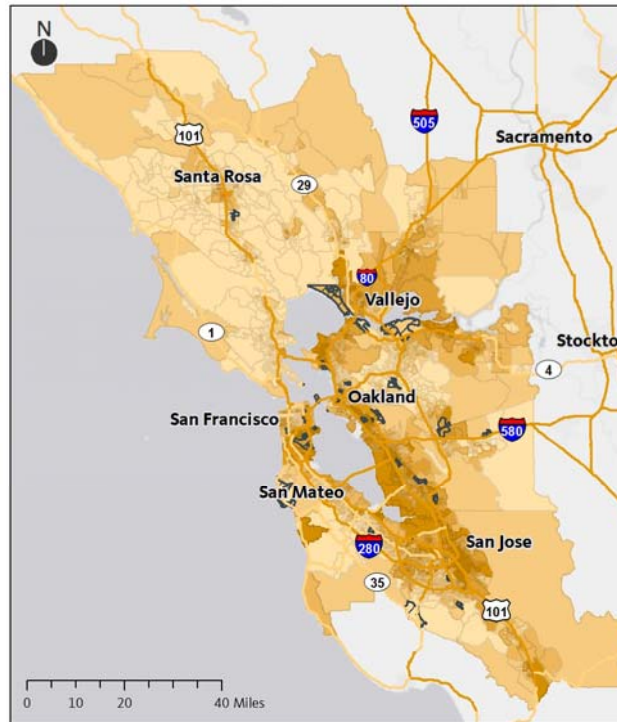 N
505
101
Sacramento
Santa Rosa
29
80
Vallejo
1
Stockto
4
Oakland
San Francisco
580
San Mateo
San Jose
280
35
101
0 10 20 40 Miles